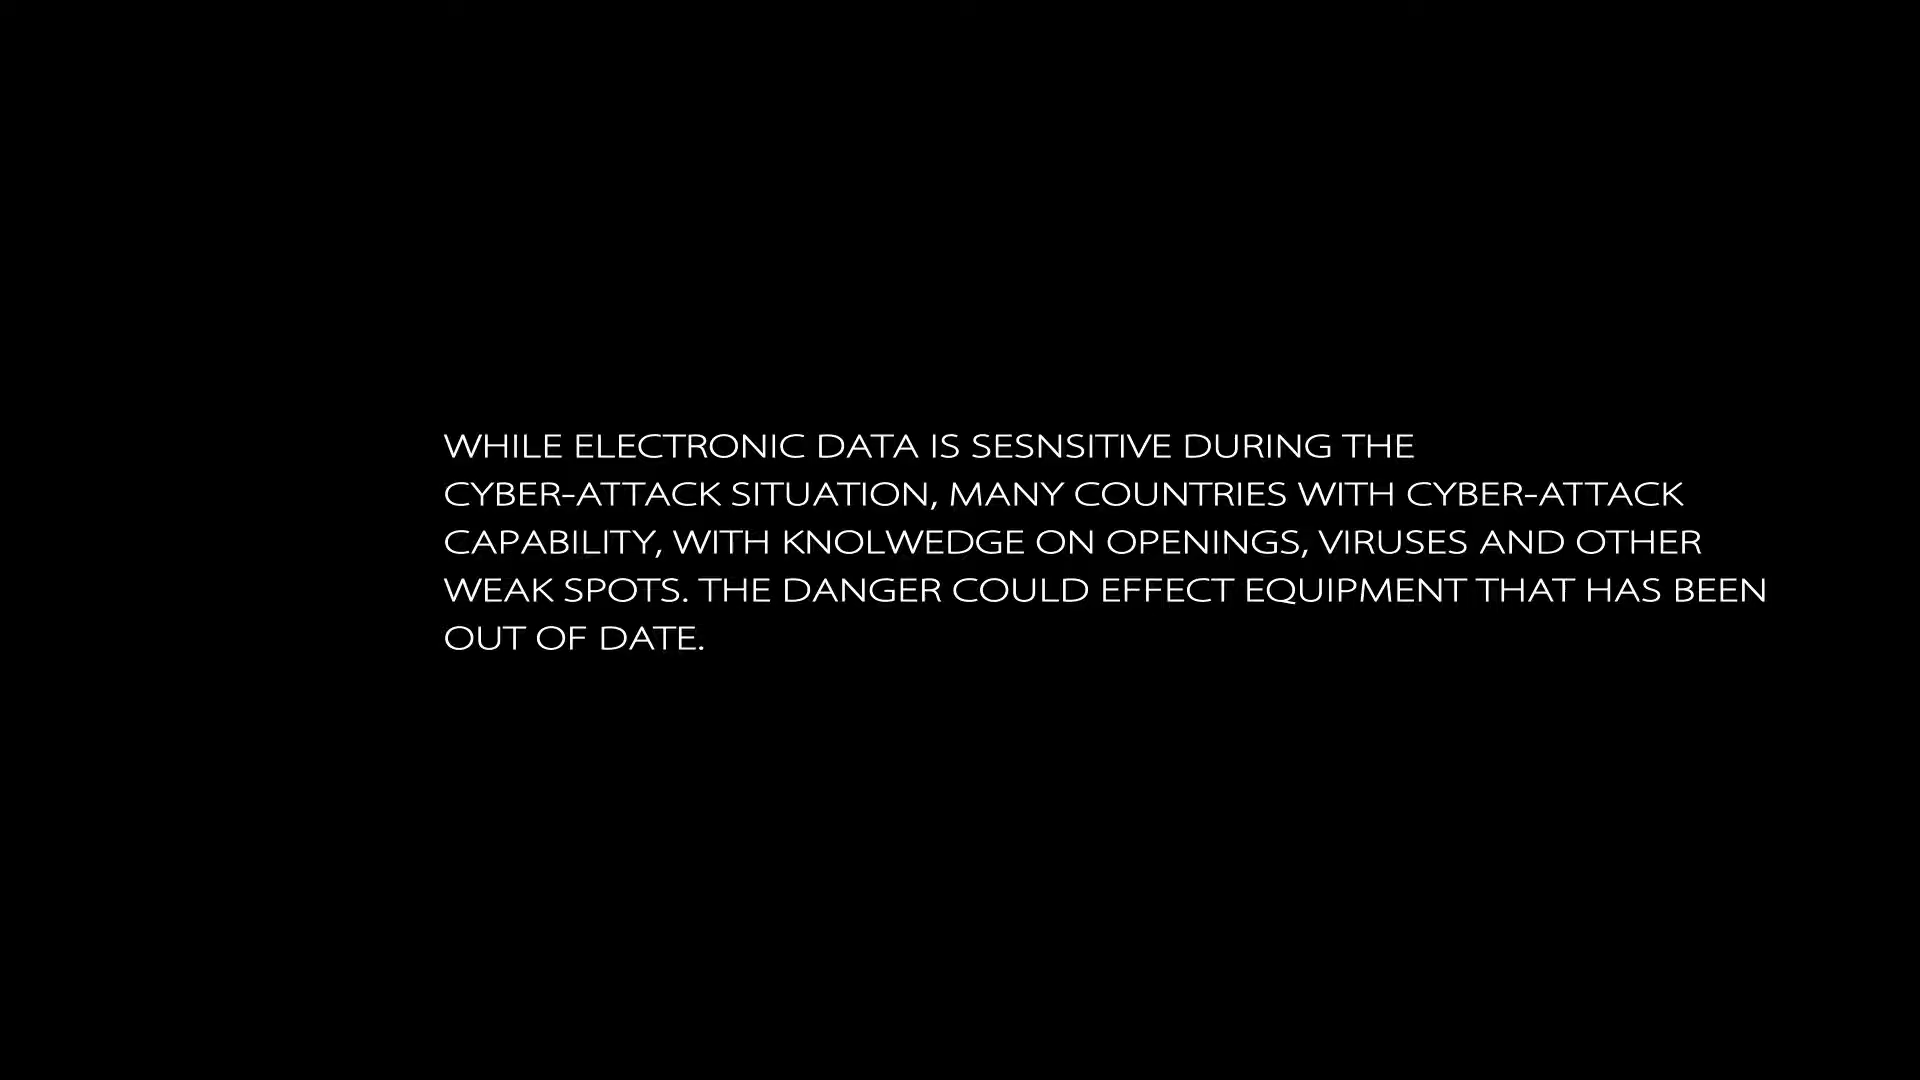 WHILE ELECTRONIC DATA IS SESNSITIVE DURING THE
CYBER-ATTACK SITUATION, MANY COUNTRIES WITH CYBER-ATTACK
CAPABILITY, WITH KNOLWEDGE ON OPENINGS, VIRUSES AND OTHER
WEAK SPOTS. THE DANGER COULD EFFECT EQUIPMENT THAT HAS BEEN
OUT OF DATE.